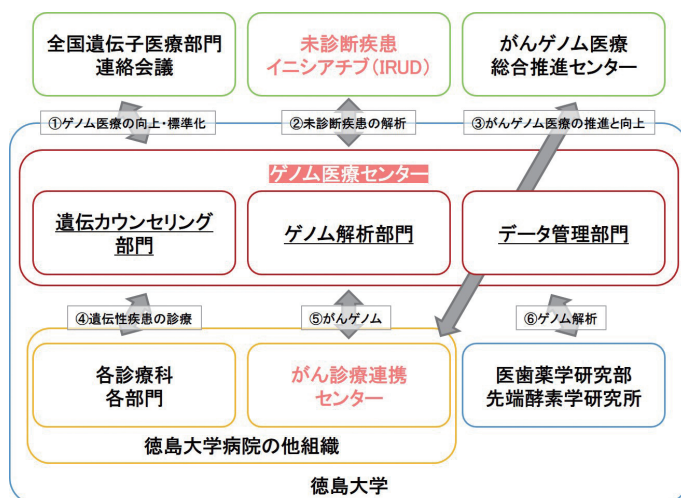 全国遺伝子医療部門
連絡会議
未診断疾患
イニシアチブ(IRUD)
がんゲノム医療
総合推進センター
①ゲノム医療の向上・標準化
②未診断疾患の解析
③がんゲノム医療の推進と向上
ゲノム医療センター
遺伝カウンセリング
部門
ゲノム解析部門
データ管理部門
④遺伝性疾患の診療
⑤がんゲノム
⑥ゲノム解析
各診療科
各部門
がん診療連携
センター
医歯薬学研究部
先端酵素学研究所
徳島大学病院の他組織
徳島大学